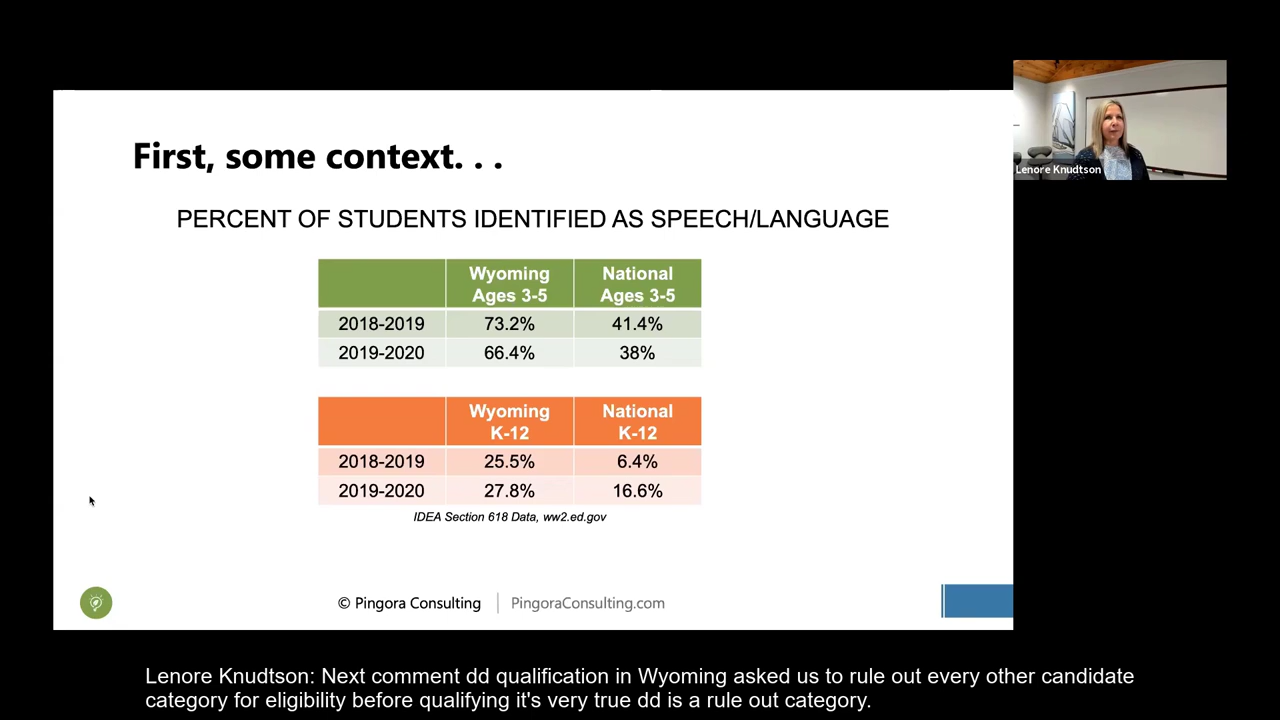 First, some context. . .
Lenore Knudtson
PERCENT OF STUDENTS IDENTIFIED AS SPEECH/LANGUAGE
Wyoming Ages 3-5 National Ages 3-5
2018-2019 73.2% 41.4%
2019-2020 66.4% 38%
Wyoming K-12 National K-12
2018-2019 25.5% 6.4%
2019-2020 27.8% 16.6%
IDEA Section 618 Data, ww2.ed.gov
© Pingora Consulting PingoraConsulting.com
Lenore Knudtson: Next comment dd qualification in Wyoming asked us to rule out every other candidate
category for eligibility before qualifying it's very true dd is a rule out category.